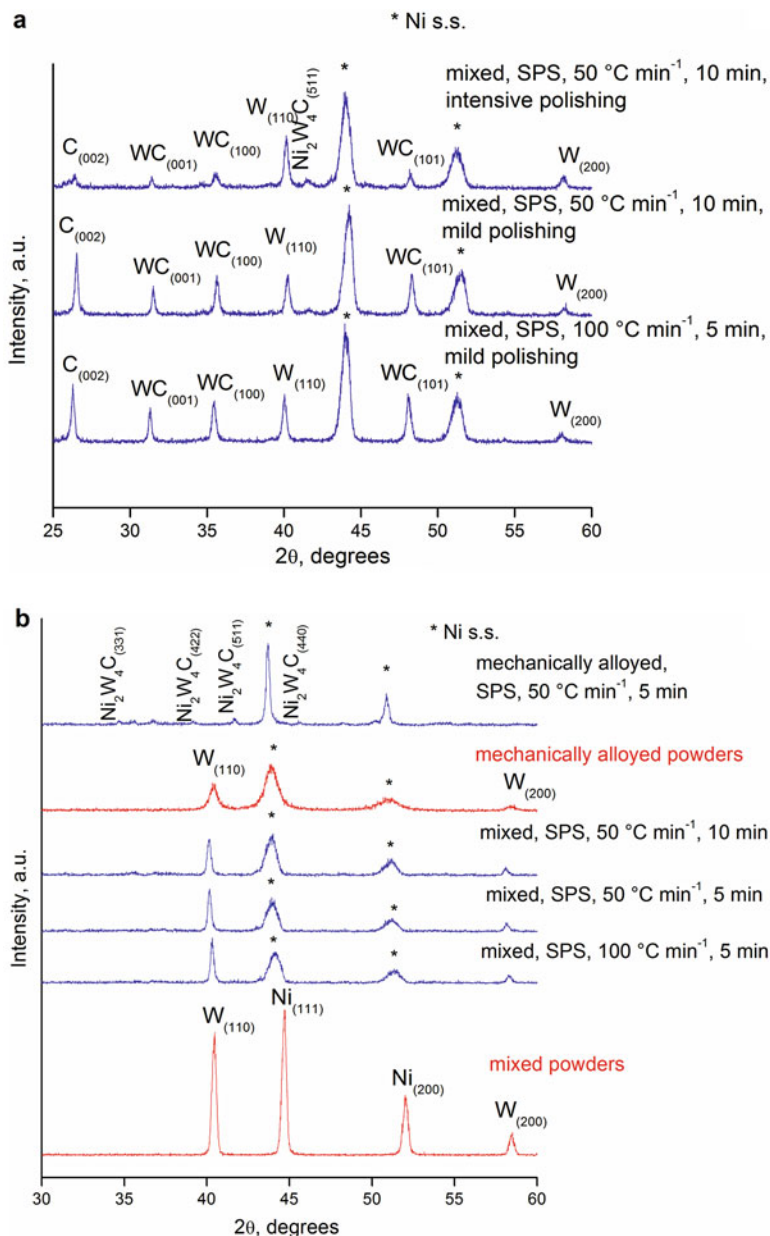 a
* Ni s.s.
mixed, SPS, 50 °C min⁻¹, 10 min,
intensive polishing
C(002)
WC(001)
WC(100)
W(110)
Ni₂W₄C(511)
*
WC(101)
*
W(200)
mixed, SPS, 50 °C min⁻¹, 10 min,
mild polishing
C(002)
WC(001)
WC(100)
W(110)
*
WC(101)
*
W(200)
mixed, SPS, 100 °C min⁻¹, 5 min,
mild polishing
C(002)
WC(001)
WC(100)
W(110)
*
WC(101)
*
W(200)
Intensity, a.u.
25 30 35 40 45 50 55 60
2θ, degrees
b
* Ni s.s.
Ni₂W₄C(331)
Ni₂W₄C(422)
Ni₂W₄C(511)
*
Ni₂W₄C(440)
*
mechanically alloyed,
SPS, 50 °C min⁻¹, 5 min
mechanically alloyed powders
W(110)
*
*
W(200)
mixed, SPS, 50 °C min⁻¹, 10 min
*
*
mixed, SPS, 50 °C min⁻¹, 5 min
*
*
mixed, SPS, 100 °C min⁻¹, 5 min
*
*
W(110)
Ni(111)
mixed powders
Ni(200)
W(200)
Intensity, a.u.
30 35 40 45 50 55 60
2θ, degrees